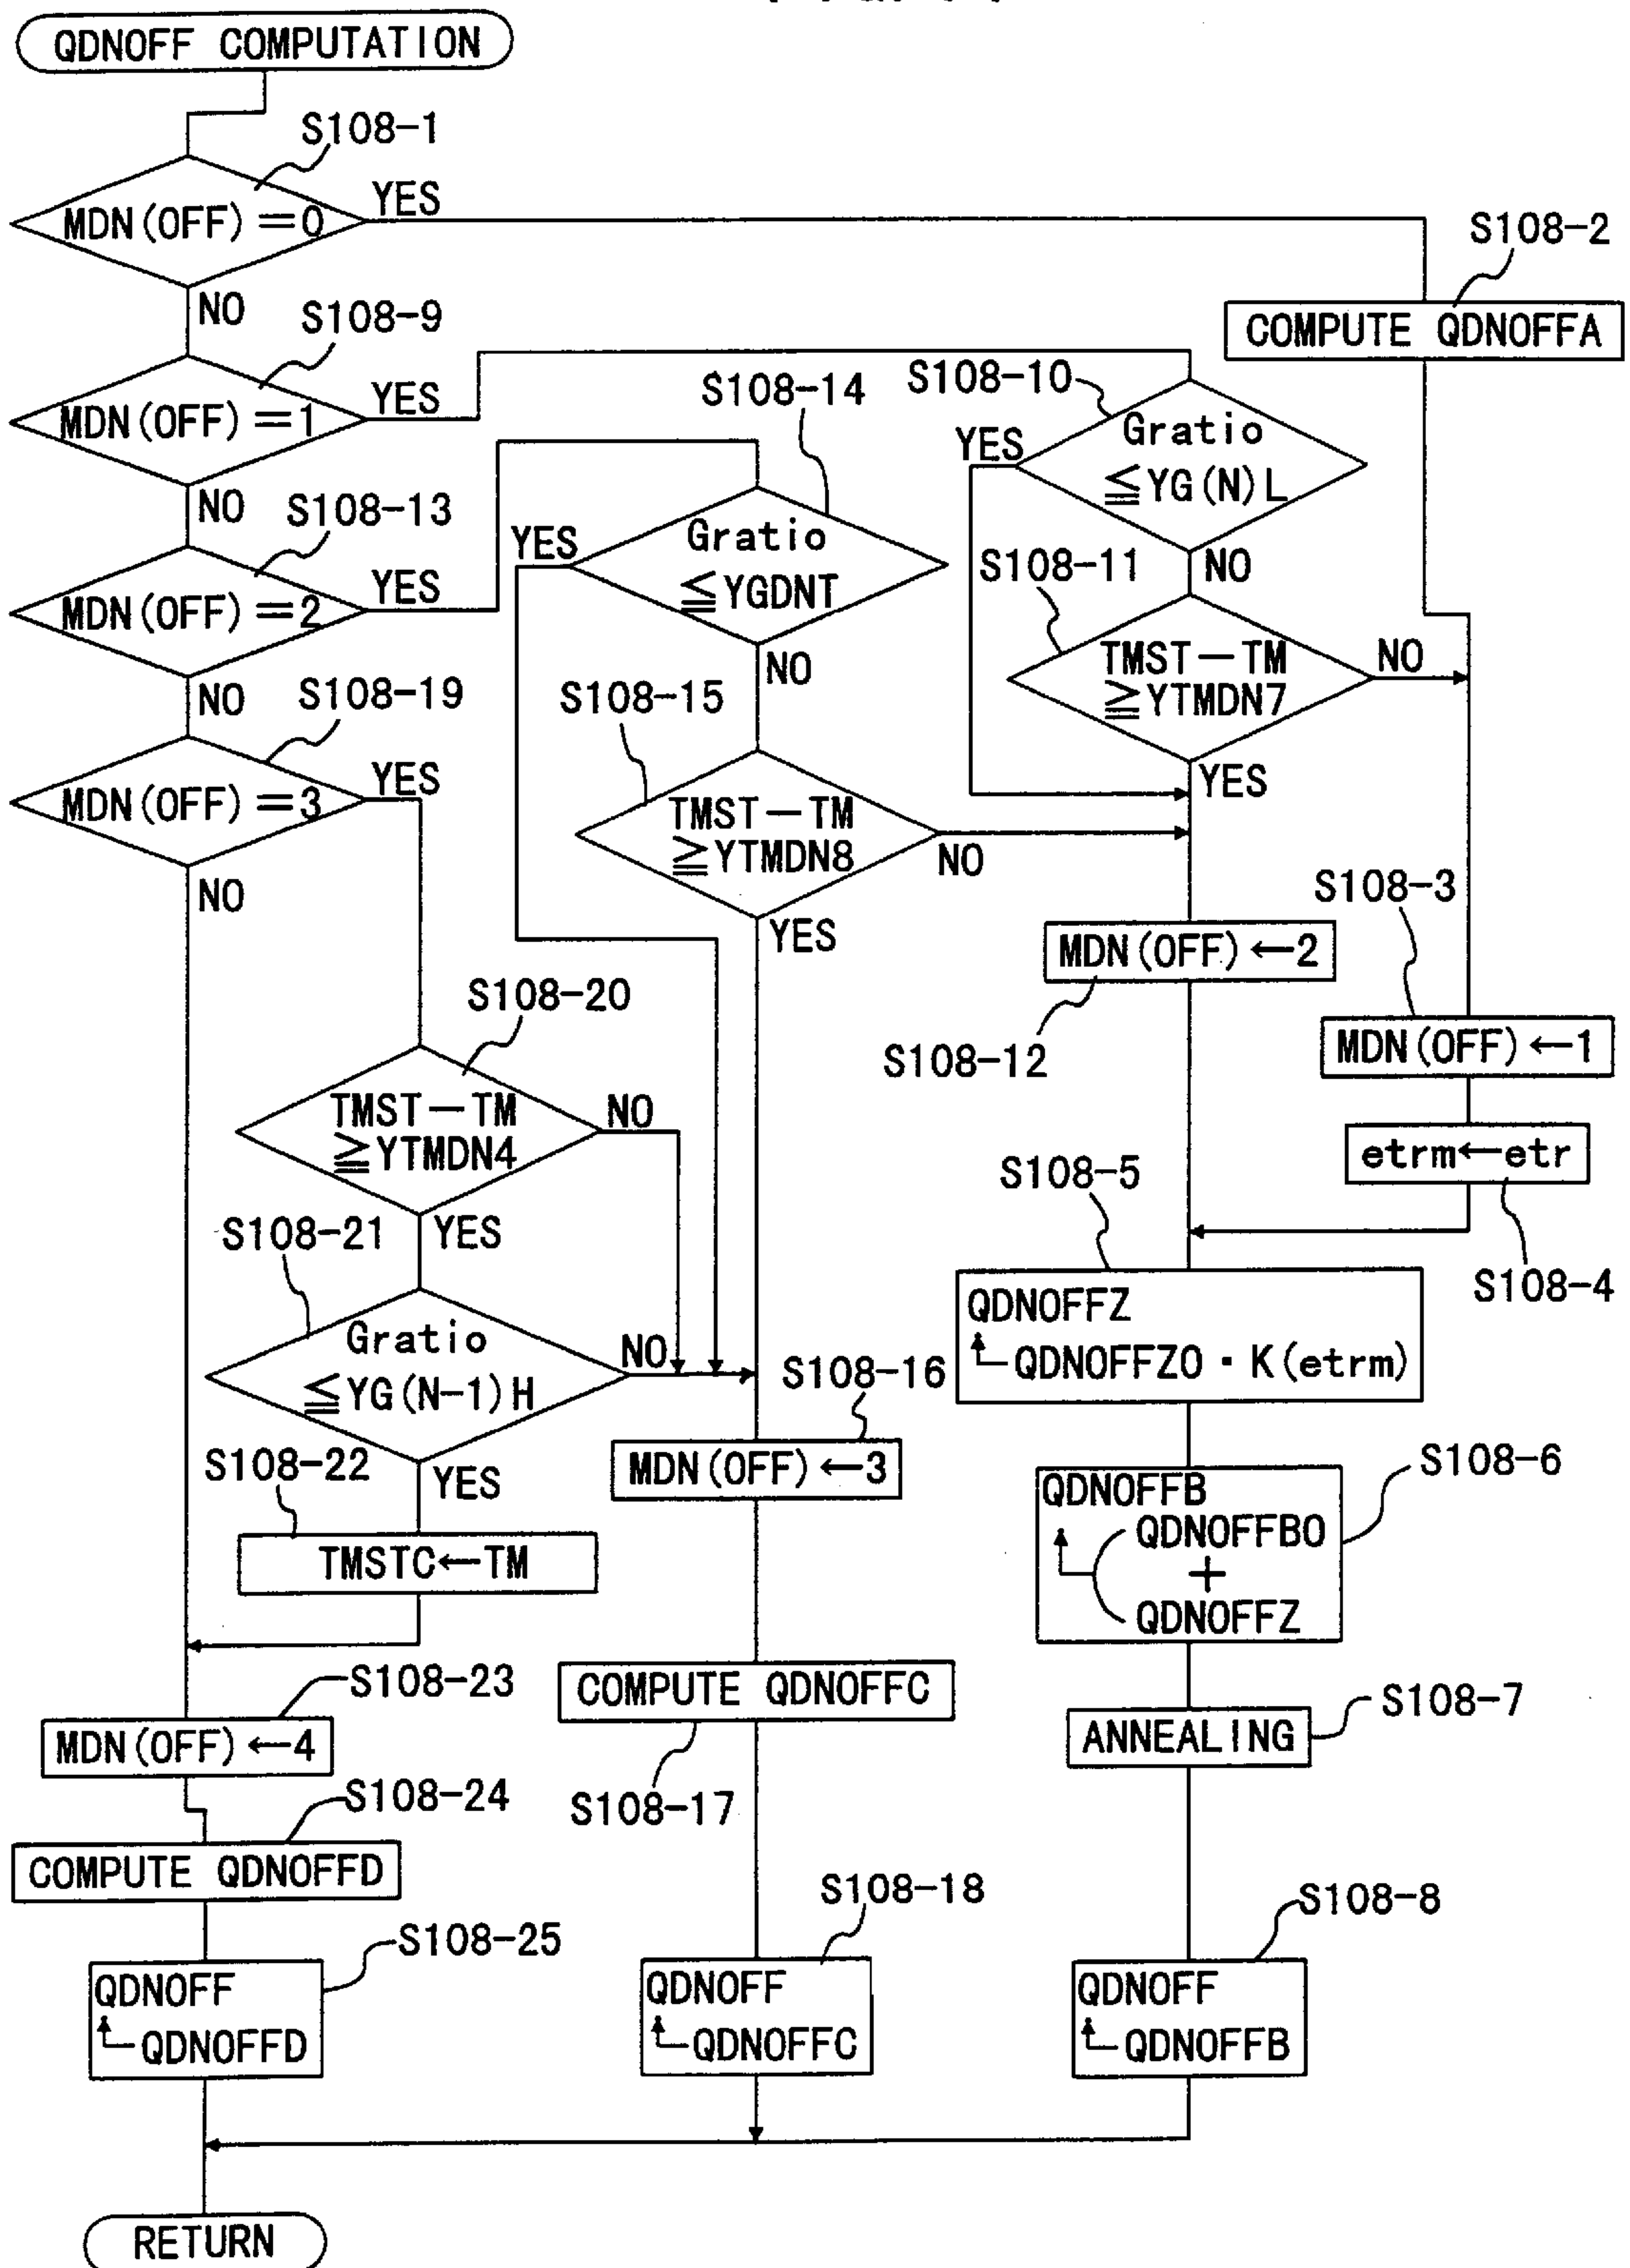 QDNOFF COMPUTATION
S108-1
MDN(OFF)=0
YES
NO
S108-2
COMPUTE QDNOFFA
S108-9
MDN(OFF)=1
YES
NO
S108-10
Gratio
≦YG(N)L
YES
NO
S108-11
TMST-TM
≧YTMDN7
NO
YES
S108-13
MDN(OFF)=2
YES
NO
S108-14
Gratio
≦YGDNT
YES
NO
S108-15
TMST-TM
≧YTMDN8
NO
YES
S108-19
MDN(OFF)=3
YES
NO
S108-12
MDN(OFF)←2
S108-3
MDN(OFF)←1
S108-4
etrm←etr
S108-20
TMST-TM
≧YTMDN4
NO
YES
S108-21
Gratio
≦YG(N-1)H
NO
YES
S108-22
TMSTC←TM
S108-5
QDNOFFZ
QDNOFFZ0・K(etrm)
S108-16
MDN(OFF)←3
S108-6
QDNOFFB
QDNOFFB0
+
QDNOFFZ
S108-23
MDN(OFF)←4
S108-17
COMPUTE QDNOFFC
S108-7
ANNEALING
S108-24
COMPUTE QDNOFFD
S108-25
QDNOFF
QDNOFFD
S108-18
QDNOFF
QDNOFFC
S108-8
QDNOFF
QDNOFFB
RETURN